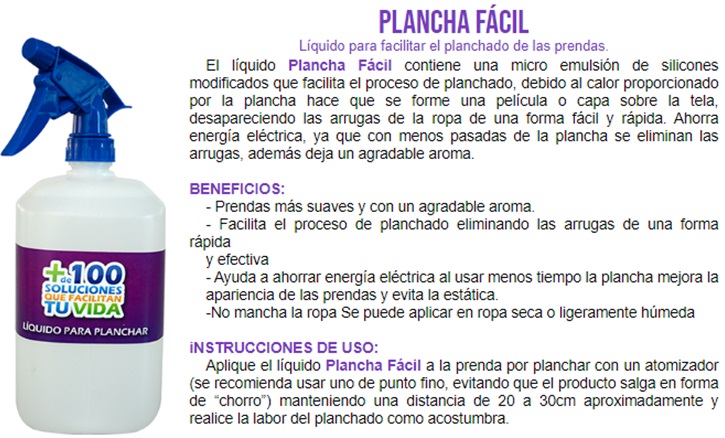 PLANCHA FÁCIL
Líquido para facilitar el planchado de las prendas.
El líquido Plancha Fácil contiene una micro emulsión de silicones
modificados que facilita el proceso de planchado, debido al calor proporcionado
por la plancha hace que se forme una película o capa sobre la tela,
desapareciendo las arrugas de la ropa de una forma fácil y rápida. Ahorra
energía eléctrica, ya que con menos pasadas de la plancha se eliminan las
arrugas, además deja un agradable aroma.
BENEFICIOS:
- Prendas más suaves y con un agradable aroma.
- Facilita el proceso de planchado eliminando las arrugas de una forma
rápida
y efectiva
- Ayuda a ahorrar energía eléctrica al usar menos tiempo la plancha mejora la
apariencia de las prendas y evita la estática.
-No mancha la ropa Se puede aplicar en ropa seca o ligeramente húmeda
iNSTRUCCIONES DE USO:
Aplique el líquido Plancha Fácil a la prenda por planchar con un atomizador
(se recomienda usar uno de punto fino, evitando que el producto salga en forma
de “chorro”) manteniendo una distancia de 20 a 30cm aproximadamente y
realice la labor del planchado como acostumbra.
+ de 100
SOLUCIONES
QUE FACILITAN
TU VIDA
LÍQUIDO PARA PLANCHAR